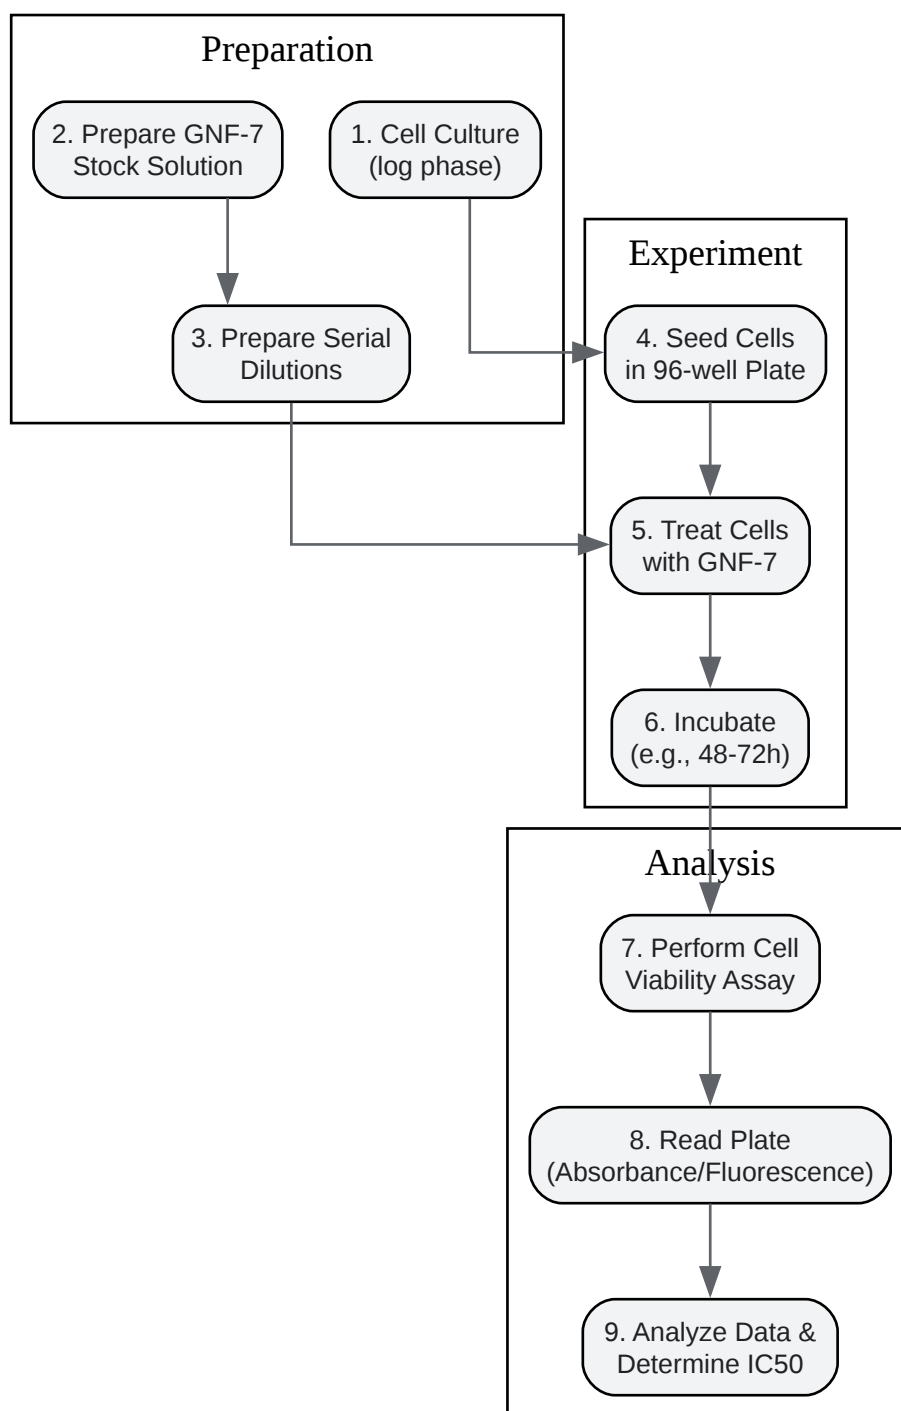 Preparation
2. Prepare GNF-7
Stock Solution
1. Cell Culture
(log phase)
3. Prepare Serial
Dilutions
Experiment
4. Seed Cells
in 96-well Plate
5. Treat Cells
with GNF-7
6. Incubate
(e.g., 48-72h)
Analysis
7. Perform Cell
Viability Assay
8. Read Plate
(Absorbance/Fluorescence)
9. Analyze Data &
Determine IC50